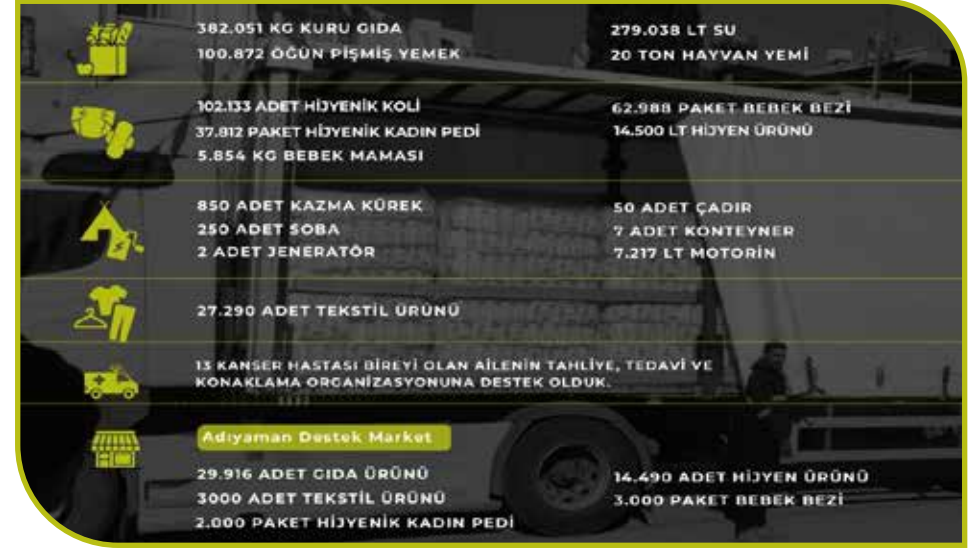 382.051 KG KURU GIDA
100.872 ÖĞÜN PİŞMİŞ YEMEK
279.038 LT SU
20 TON HAYVAN YEMİ
102.133 ADET HİJYENİK KOLİ
37.812 PAKET HİJYENİK KADIN PEDİ
5.854 KG BEBEK MAMASI
62.988 PAKET BEBEK BEZİ
14.500 LT HİJYEN ÜRÜNÜ
850 ADET KAZMA KÜREK
250 ADET SOBA
2 ADET JENERATÖR
50 ADET ÇADIR
7 ADET KONTEYNER
7.217 LT MOTORİN
27.290 ADET TEKSTİL ÜRÜNÜ
13 KANSER HASTASI BİREYİ OLAN AİLENİN TAHLİYE, TEDAVİ VE
KONAKLAMA ORGANİZASYONUNA DESTEK OLDUK.
Adıyaman Destek Market
29.916 ADET GIDA ÜRÜNÜ
3000 ADET TEKSTİL ÜRÜNÜ
2.000 PAKET HİJYENİK KADIN PEDİ
14.490 ADET HİJYEN ÜRÜNÜ
3.000 PAKET BEBEK BEZİ